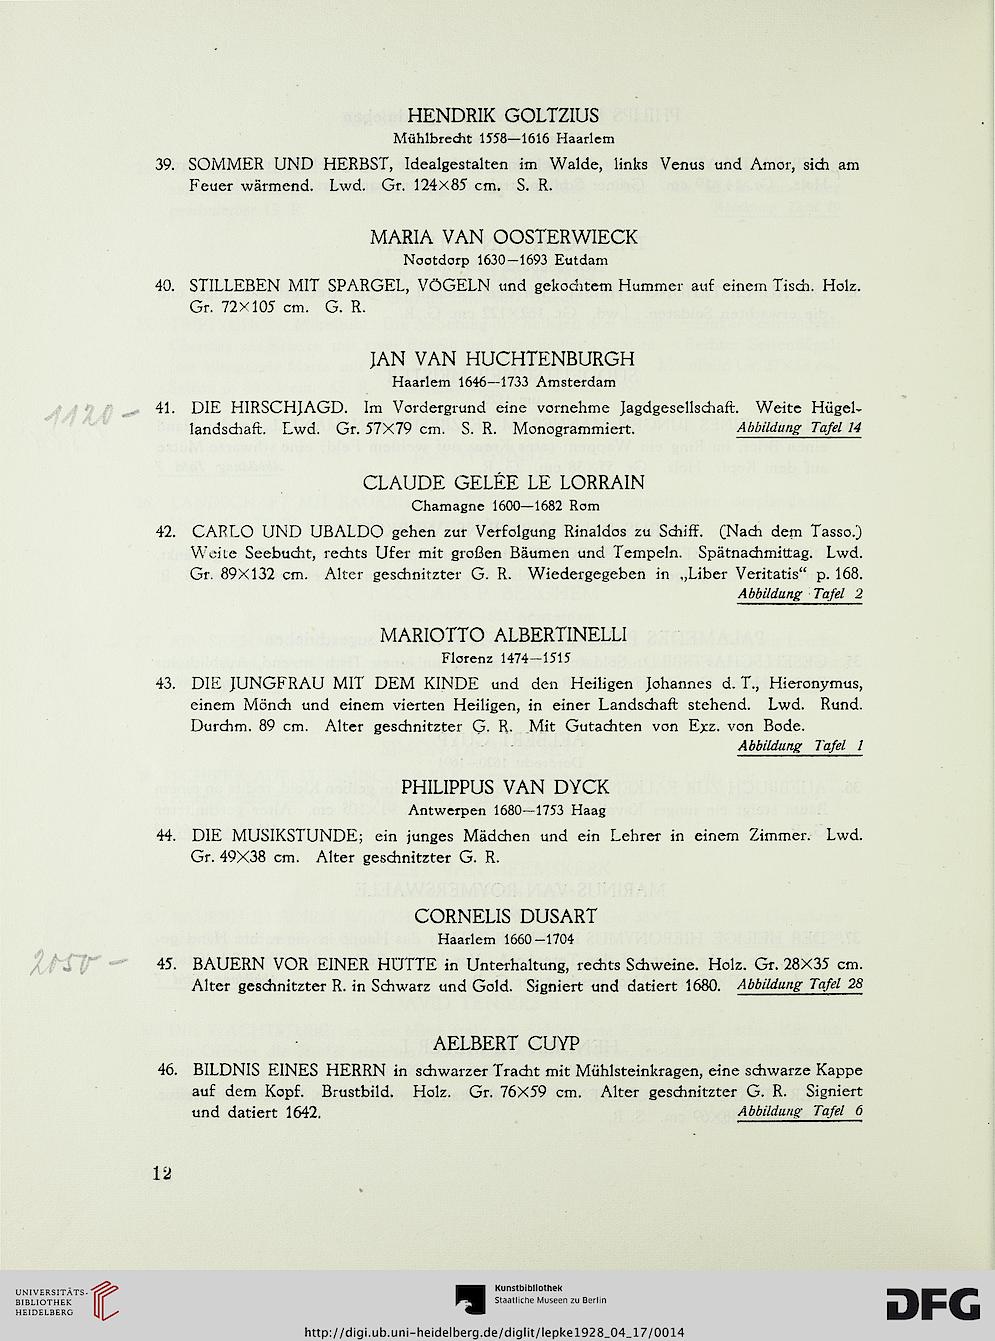 HENDRIK GOLTZIUS
Mühlbrecht 1558—1616 Haarlem
39. SOMMER UND HERBST, Idealgestalten im Walde, links Venus und Amor, sich am
Feuer wärmend. Lwd. Gr. 124×85 cm. S. R.
MARIA VAN OOSTERWIECK
Nootdorp 1630—1693 Eutdam
40. STILLEBEN MIT SPARGEL, VÖGELN und gekochtem Hummer auf einem Tisch. Holz.
Gr. 72×105 cm. G. R.
JAN VAN HUCHTENBURGH
Haarlem 1646—1733 Amsterdam
1120 —
41. DIE HIRSCHJAGD. Im Vordergrund eine vornehme Jagdgesellschaft. Weite Hügel-
landschaft. Lwd. Gr. 57×79 cm. S. R. Monogrammiert. Abbildung Tafel 14
CLAUDE GELÉE LE LORRAIN
Chamagne 1600—1682 Rom
42. CARLO UND UBALDO gehen zur Verfolgung Rinaldos zu Schiff. (Nach dem Tasso.)
Weite Seebucht, rechts Ufer mit großen Bäumen und Tempeln. Spätnachmittag. Lwd.
Gr. 89×132 cm. Alter geschnitzter G. R. Wiedergegeben in „Liber Veritatis“ p. 168.
Abbildung Tafel 2
MARIOTTO ALBERTINELLI
Florenz 1474—1515
43. DIE JUNGFRAU MIT DEM KINDE und den Heiligen Johannes d. T., Hieronymus,
einem Mönch und einem vierten Heiligen, in einer Landschaft stehend. Lwd. Rund.
Durchm. 89 cm. Alter geschnitzter G. R. Mit Gutachten von Exz. von Bode.
Abbildung Tafel 1
PHILIPPUS VAN DYCK
Antwerpen 1680—1753 Haag
44. DIE MUSIKSTUNDE; ein junges Mädchen und ein Lehrer in einem Zimmer. Lwd.
Gr. 49×38 cm. Alter geschnitzter G. R.
CORNELIS DUSART
Haarlem 1660—1704
2050 —
45. BAUERN VOR EINER HÜTTE in Unterhaltung, rechts Schweine. Holz. Gr. 28×35 cm.
Alter geschnitzter R. in Schwarz und Gold. Signiert und datiert 1680. Abbildung Tafel 28
AELBERT CUYP
46. BILDNIS EINES HERRN in schwarzer Tracht mit Mühlsteinkragen, eine schwarze Kappe
auf dem Kopf. Brustbild. Holz. Gr. 76×59 cm. Alter geschnitzter G. R. Signiert
und datiert 1642. Abbildung Tafel 6
12
UNIVERSITÄTS-
BIBLIOTHEK
HEIDELBERG
Kunstbibliothek
Staatliche Museen zu Berlin
DFG
http://digi.ub.uni-heidelberg.de/diglit/lepke1928_04_17/0014